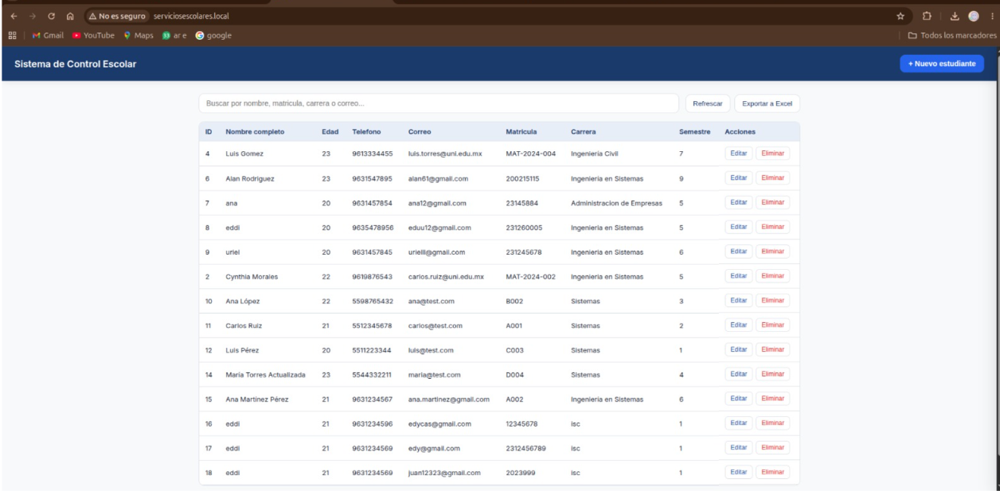 No es seguro serviciosescolares.local
Gmail YouTube Maps ar e google Todos los marcadores
Sistema de Control Escolar + Nuevo estudiante
Buscar por nombre, matricula, carrera o correo... Refrescar Exportar a Excel
ID Nombre completo Edad Telefono Correo Matricula Carrera Semestre Acciones
4 Luis Gomez 23 9613334455 luis.torres@uni.edu.mx MAT-2024-004 Ingenieria Civil 7 Editar Eliminar
6 Alan Rodriguez 23 9631547895 alan61@gmail.com 200215115 Ingenieria en Sistemas 9 Editar Eliminar
7 ana 20 9631457854 ana12@gmail.com 23145884 Administracion de Empresas 5 Editar Eliminar
8 eddi 20 9635478956 eduu12@gmail.com 231260005 Ingenieria en Sistemas 5 Editar Eliminar
9 uriel 20 9631457845 urielll@gmail.com 231245678 Ingenieria en Sistemas 6 Editar Eliminar
2 Cynthia Morales 22 9619876543 carlos.ruiz@uni.edu.mx MAT-2024-002 Ingenieria en Sistemas 5 Editar Eliminar
10 Ana López 22 5598765432 ana@test.com B002 Sistemas 3 Editar Eliminar
11 Carlos Ruiz 21 5512345678 carlos@test.com A001 Sistemas 2 Editar Eliminar
12 Luis Pérez 20 5511223344 luis@test.com C003 Sistemas 1 Editar Eliminar
14 María Torres Actualizada 23 5544332211 maria@test.com D004 Sistemas 4 Editar Eliminar
15 Ana Martínez Pérez 21 9631234567 ana.martinez@gmail.com A002 Ingenieria en Sistemas 6 Editar Eliminar
16 eddi 21 9631234596 edycas@gmail.com 12345678 isc 1 Editar Eliminar
17 eddi 21 9631234569 edy@gmail.com 2312456789 isc 1 Editar Eliminar
18 eddi 21 9631234569 juan12323@gmail.com 2023999 isc 1 Editar Eliminar